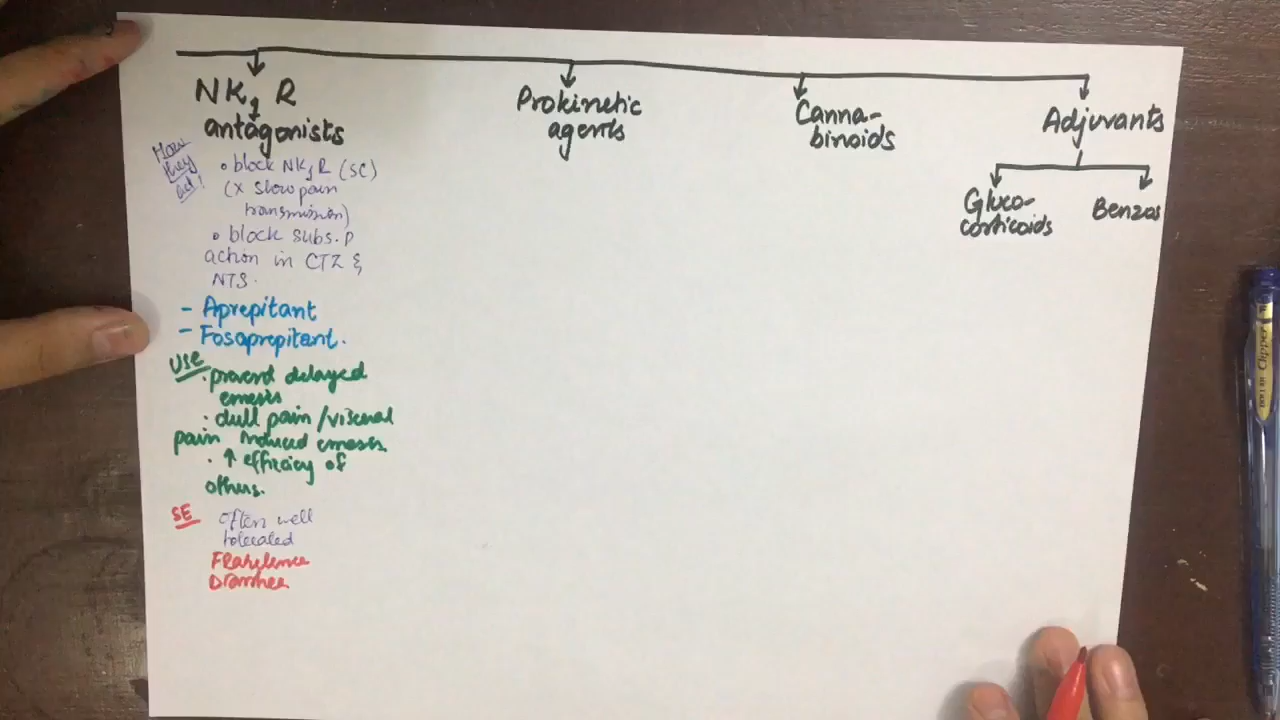 NK1 R
antagonists
Prokinetic
agents
Canna-
binoids
Adjuvants
Gluco-
corticoids
Benzos
How
they
act!
• block NK1R (SC)
(x slow pain
transmission)
• block subs. P
action in CTZ &
NTS.
- Aprepitant
- Fosaprepitant.
USE
. prevent delayed
emesis
. dull pain / visceral
pain induced emesis
. ↑ efficacy of
others.
SE
Often well
tolerated
Flatulence
Diarrhea
Clipper